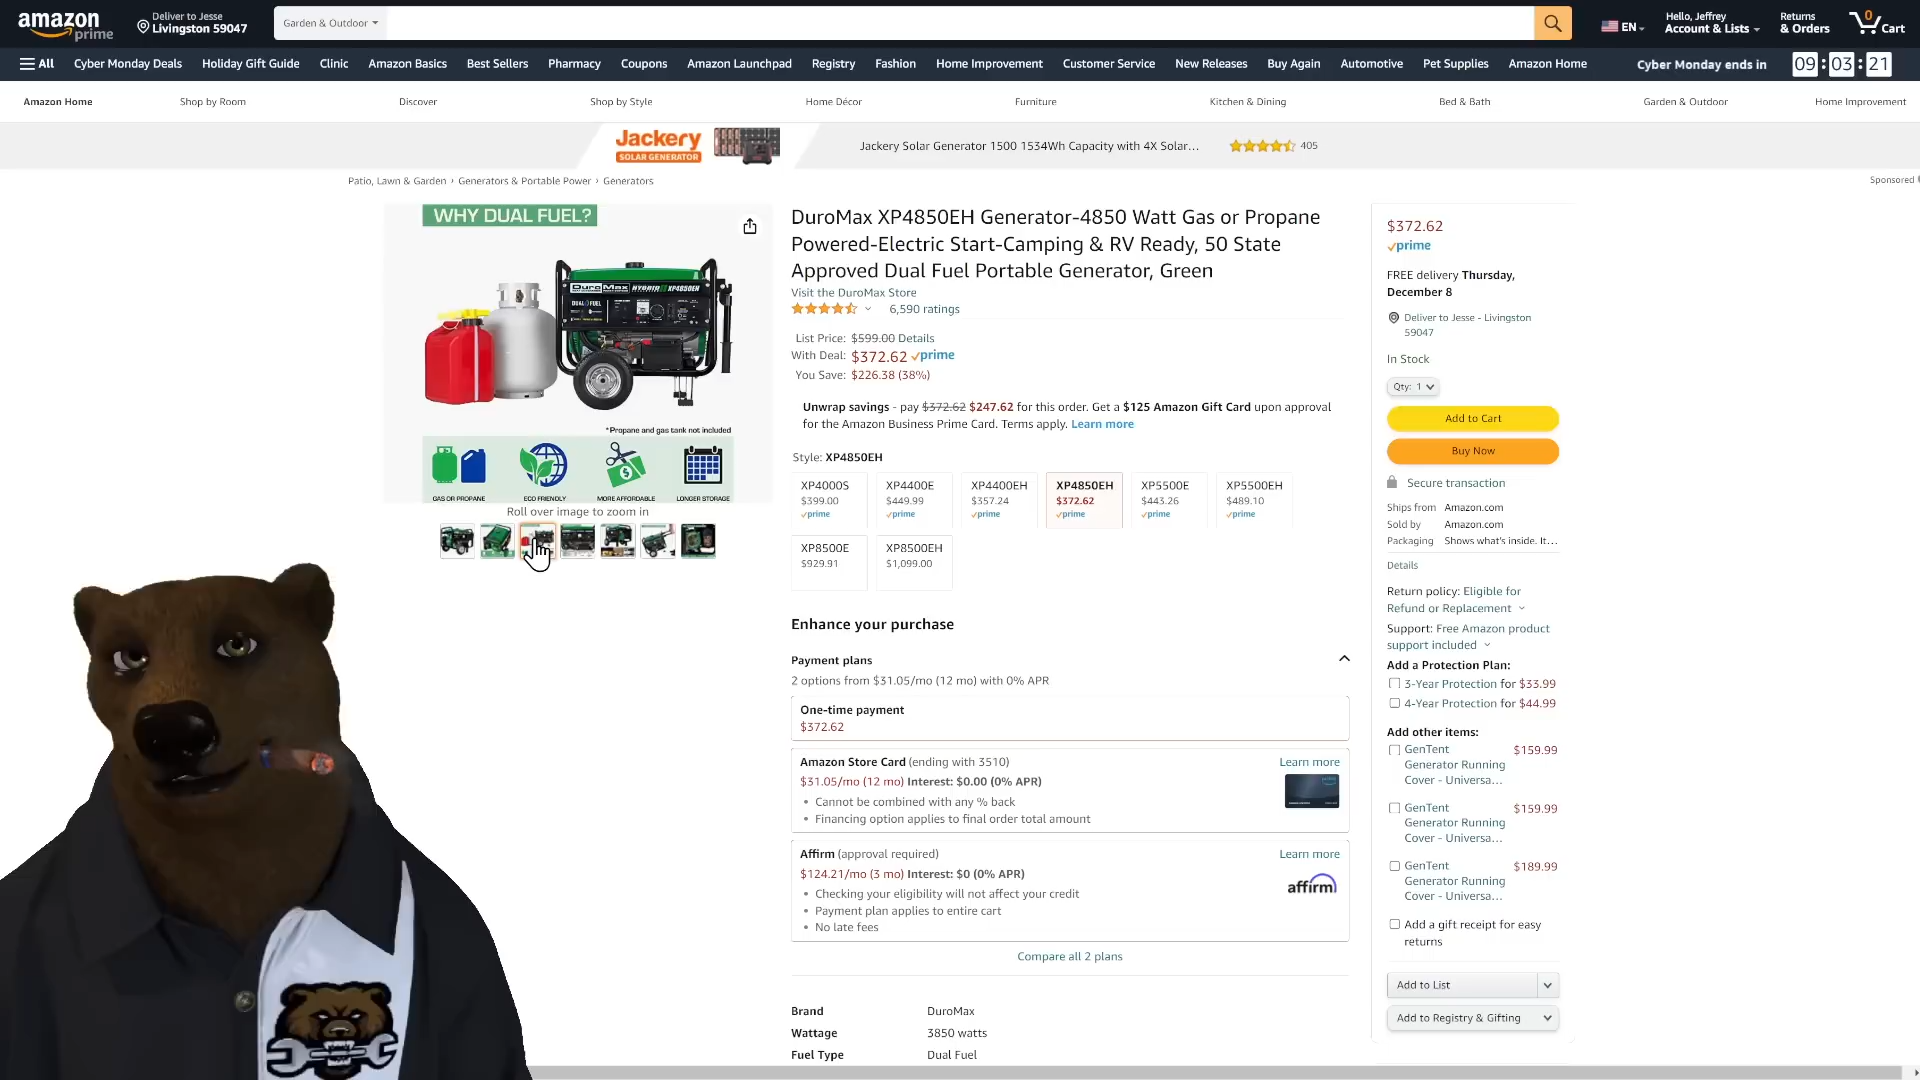 amazon
prime
Deliver to Jesse
Livingston 59047
Garden & Outdoor
EN
Hello, Jeffrey
Account & Lists
Returns
& Orders
0
Cart
All
Cyber Monday Deals
Holiday Gift Guide
Clinic
Amazon Basics
Best Sellers
Pharmacy
Coupons
Amazon Launchpad
Registry
Fashion
Home Improvement
Customer Service
New Releases
Buy Again
Automotive
Pet Supplies
Amazon Home
Cyber Monday ends in
09:03:21
Amazon Home
Shop by Room
Discover
Shop by Style
Home Décor
Furniture
Kitchen & Dining
Bed & Bath
Garden & Outdoor
Home Improvement
Jackery
SOLAR GENERATOR
Jackery Solar Generator 1500 1534Wh Capacity with 4X Solar...
405
Sponsored
Patio, Lawn & Garden › Generators & Portable Power › Generators
WHY DUAL FUEL?
DuroMax HYBRID XP4850EH
DUAL FUEL
*Propane and gas tank not included
GAS OR PROPANE
ECO FRIENDLY
MORE AFFORDABLE
LONGER STORAGE
Roll over image to zoom in
DuroMax XP4850EH Generator-4850 Watt Gas or Propane
Powered-Electric Start-Camping & RV Ready, 50 State
Approved Dual Fuel Portable Generator, Green
Visit the DuroMax Store
6,590 ratings
List Price: $599.00 Details
With Deal: $372.62 prime
You Save: $226.38 (38%)
Unwrap savings - pay $372.62 $247.62 for this order. Get a $125 Amazon Gift Card upon approval
for the Amazon Business Prime Card. Terms apply. Learn more
Style: XP4850EH
XP4000S
$399.00
prime
XP4400E
$449.99
prime
XP4400EH
$357.24
prime
XP4850EH
$372.62
prime
XP5500E
$443.26
prime
XP5500EH
$489.10
prime
XP8500E
$929.91
XP8500EH
$1,099.00
Enhance your purchase
Payment plans
2 options from $31.05/mo (12 mo) with 0% APR
One-time payment
$372.62
Amazon Store Card (ending with 3510)
Learn more
$31.05/mo (12 mo) Interest: $0.00 (0% APR)
• Cannot be combined with any % back
• Financing option applies to final order total amount
Affirm (approval required)
Learn more
$124.21/mo (3 mo) Interest: $0 (0% APR)
affirm
• Checking your eligibility will not affect your credit
• Payment plan applies to entire cart
• No late fees
Compare all 2 plans
Brand DuroMax
Wattage 3850 watts
Fuel Type Dual Fuel
$372.62
prime
FREE delivery Thursday,
December 8
Deliver to Jesse - Livingston
59047
In Stock
Qty: 1
Add to Cart
Buy Now
Secure transaction
Ships from Amazon.com
Sold by Amazon.com
Packaging Shows what's inside. It...
Details
Return policy: Eligible for
Refund or Replacement
Support: Free Amazon product
support included
Add a Protection Plan:
3-Year Protection for $33.99
4-Year Protection for $44.99
Add other items:
GenTent $159.99
Generator Running
Cover - Universa...
GenTent $159.99
Generator Running
Cover - Universa...
GenTent $189.99
Generator Running
Cover - Universa...
Add a gift receipt for easy
returns
Add to List
Add to Registry & Gifting